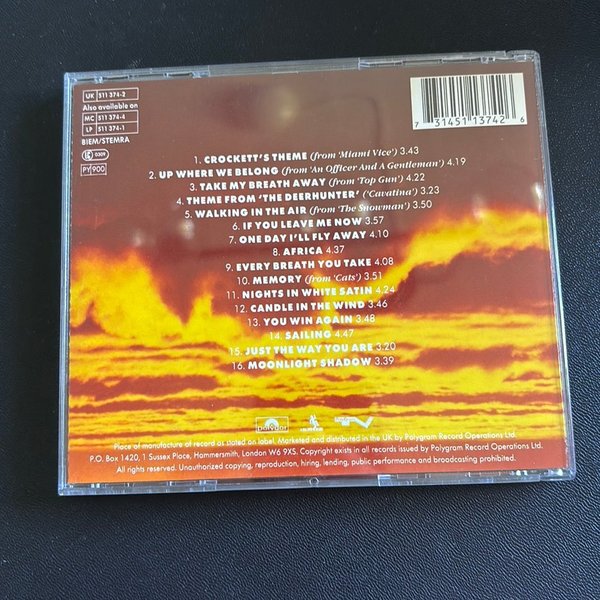 UK 511 374-2
Also available on
MC 511 374-4
LP 511 374-1
BIEM/STEMRA
0309
PY 900
7 31451 13742 6
1. CROCKETT'S THEME (from 'Miami Vice') 3.43
2. UP WHERE WE BELONG (from 'An Officer And A Gentleman') 4.19
3. TAKE MY BREATH AWAY (from 'Top Gun') 4.22
4. THEME FROM 'THE DEERHUNTER' ('Cavatina') 3.23
5. WALKING IN THE AIR (from 'The Snowman') 3.50
6. IF YOU LEAVE ME NOW 3.57
7. ONE DAY I'LL FLY AWAY 4.10
8. AFRICA 4.37
9. EVERY BREATH YOU TAKE 4.08
10. MEMORY (from 'Cats') 3.51
11. NIGHTS IN WHITE SATIN 4.24
12. CANDLE IN THE WIND 3.46
13. YOU WIN AGAIN 3.48
14. SAILING 4.47
15. JUST THE WAY YOU ARE 3.20
16. MOONLIGHT SHADOW 3.39
polydor
Place of manufacture of record as stated on label. Marketed and distributed in the UK by Polygram Record Operations Ltd.
P.O. Box 1420, 1 Sussex Place, Hammersmith, London W6 9XS. Copyright exists in all records issued by Polygram Record Operations Ltd.
All rights reserved. Unauthorized copying, reproduction, hiring, lending, public performance and broadcasting prohibited.